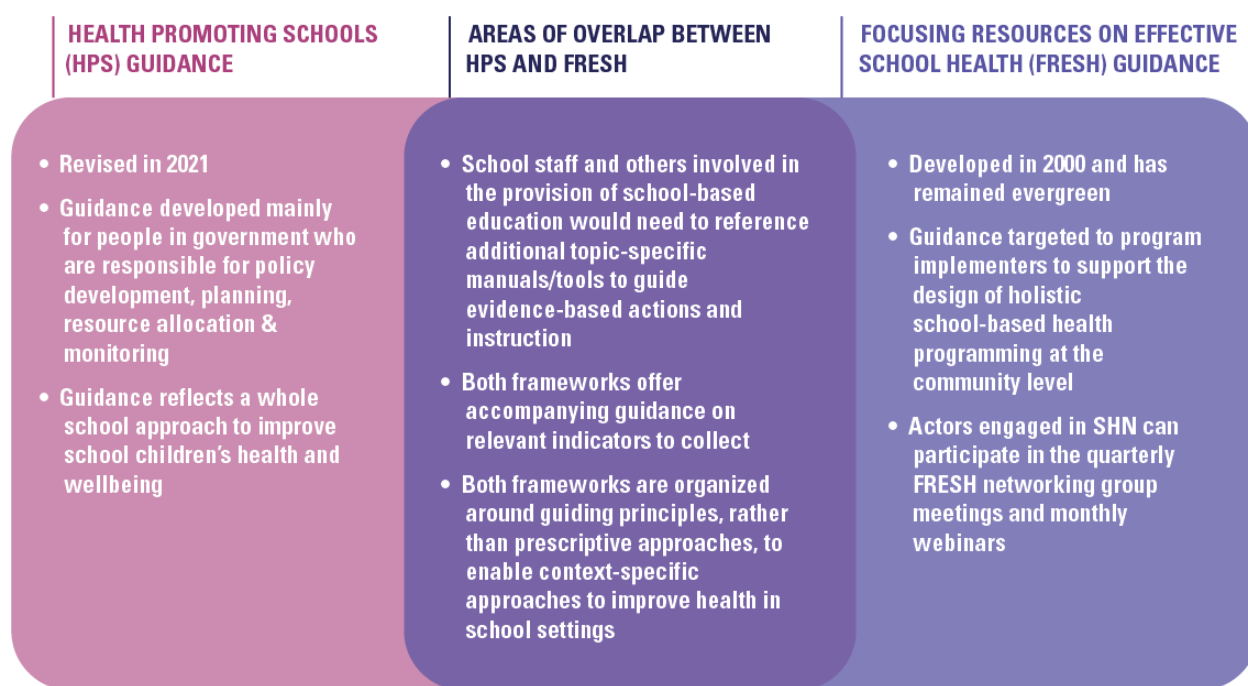 HEALTH PROMOTING SCHOOLS
(HPS) GUIDANCE
• Revised in 2021
• Guidance developed mainly
for people in government who
are responsible for policy
development, planning,
resource allocation &
monitoring
• Guidance reflects a whole
school approach to improve
school children's health and
wellbeing
AREAS OF OVERLAP BETWEEN
HPS AND FRESH
• School staff and others involved in
the provision of school-based
education would need to reference
additional topic-specific
manuals/tools to guide
evidence-based actions and
instruction
• Both frameworks offer
accompanying guidance on
relevant indicators to collect
• Both frameworks are organized
around guiding principles, rather
than prescriptive approaches, to
enable context-specific
approaches to improve health in
school settings
FOCUSING RESOURCES ON EFFECTIVE
SCHOOL HEALTH (FRESH) GUIDANCE
• Developed in 2000 and has
remained evergreen
• Guidance targeted to program
implementers to support the
design of holistic
school-based health
programming at the
community level
• Actors engaged in SHN can
participate in the quarterly
FRESH networking group
meetings and monthly
webinars